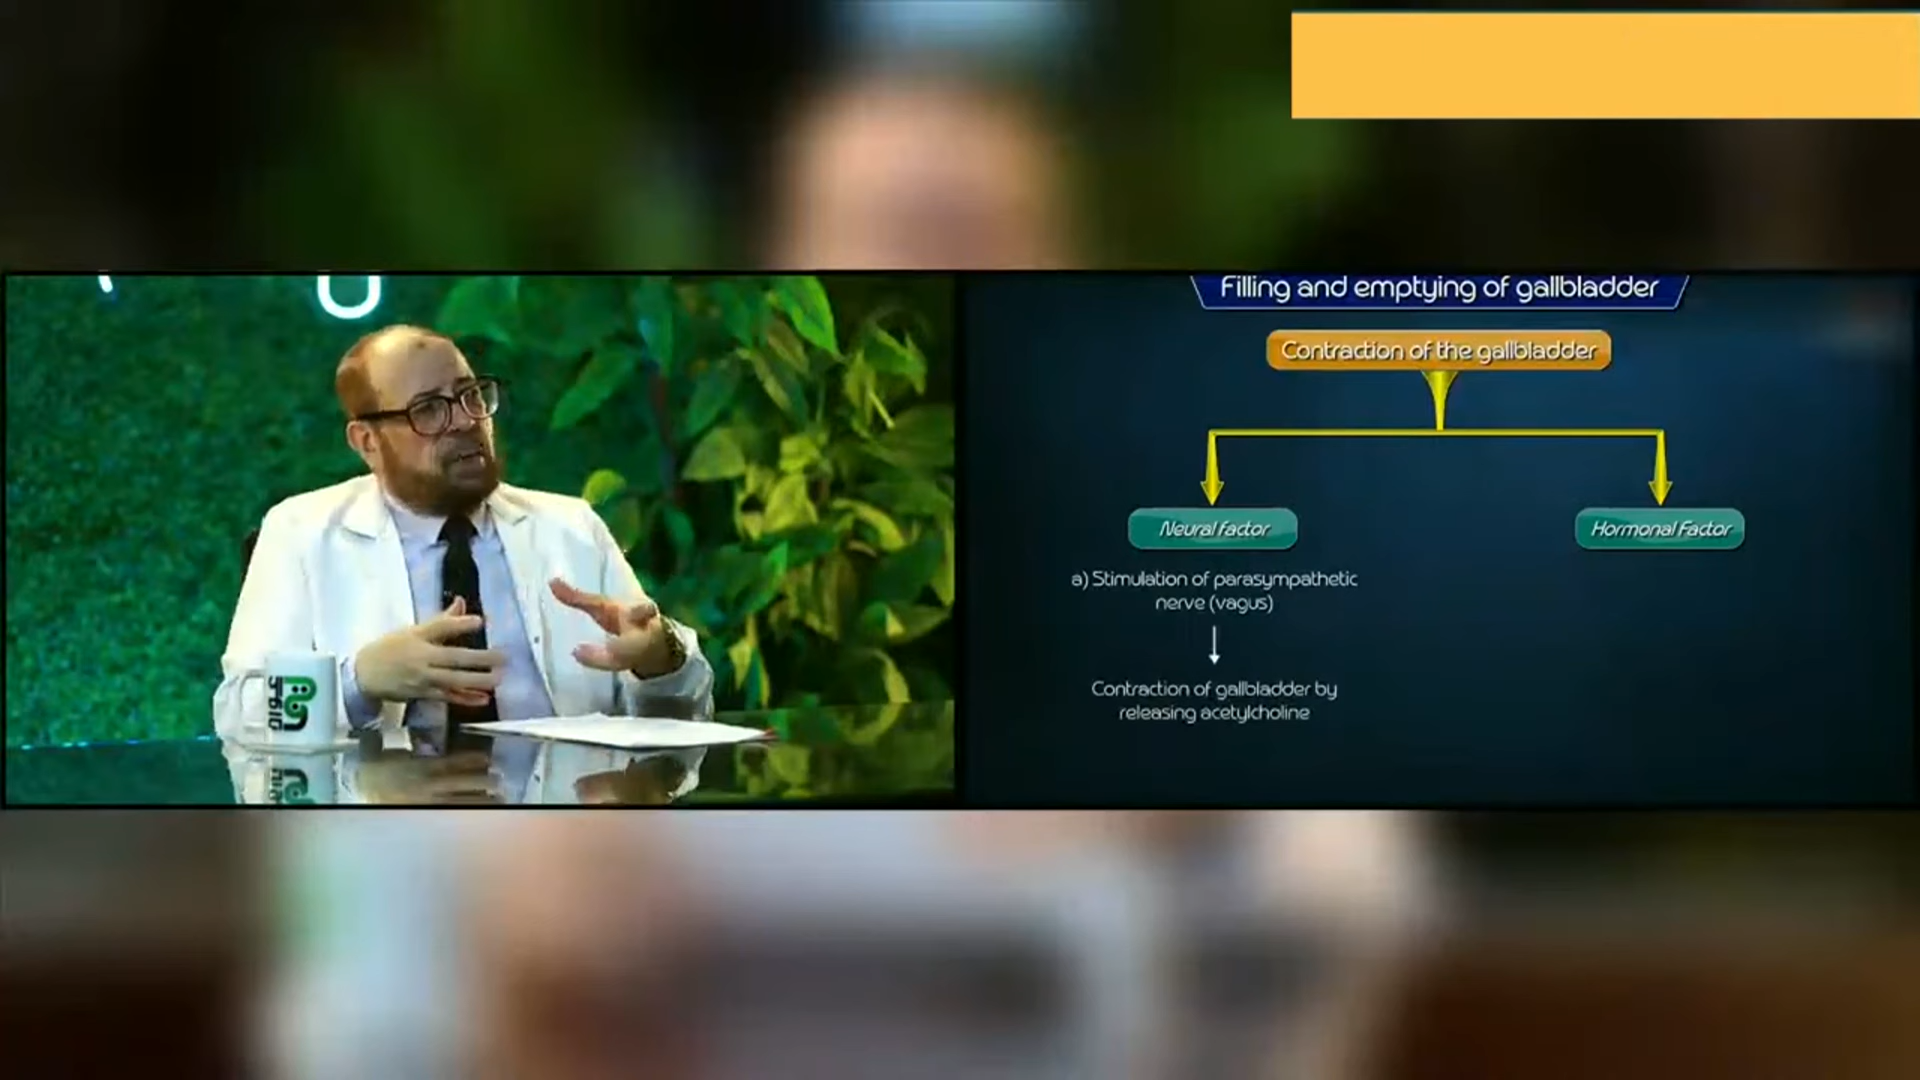 Filling and emptying of gallbladder
Contraction of the gallbladder
Neural factor
Hormonal Factor
a) Stimulation of parasympathetic
nerve (vagus)
Contraction of gallbladder by
releasing acetylcholine